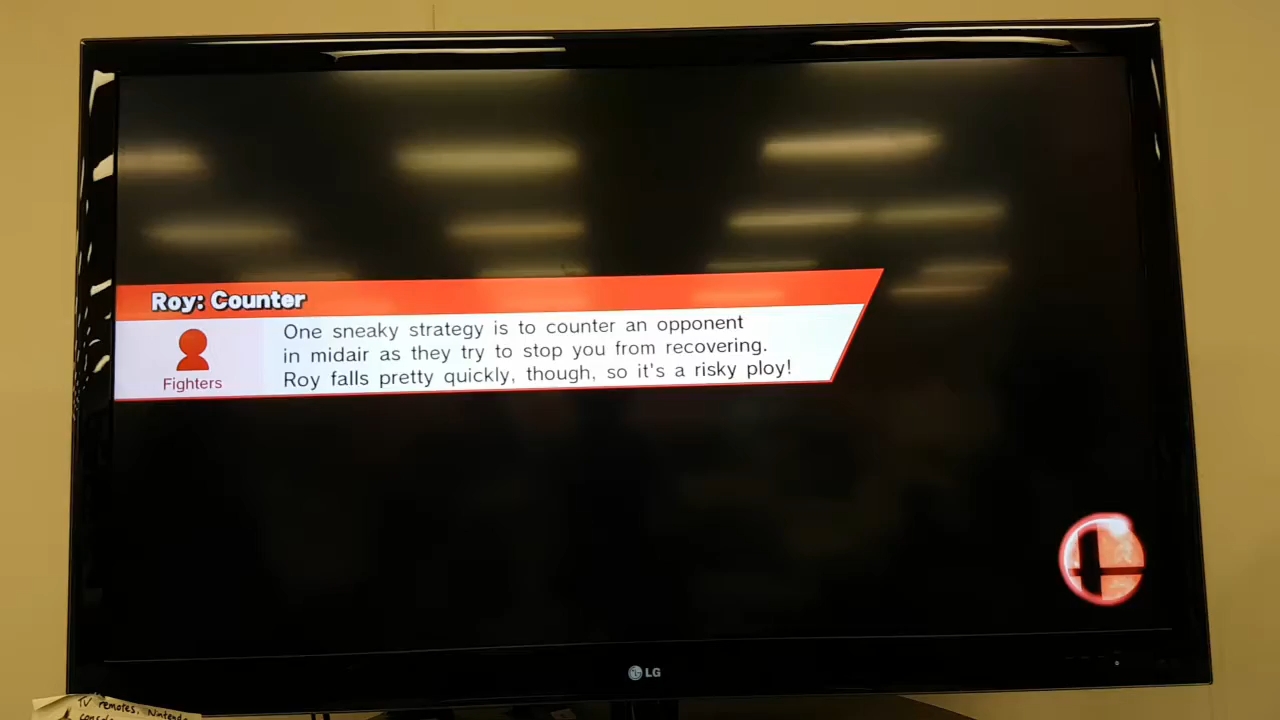 Roy: Counter
One sneaky strategy is to counter an opponent
in midair as they try to stop you from recovering.
Roy falls pretty quickly, though, so it's a risky ploy!
Fighters
LG
TV remotes, Nintendo